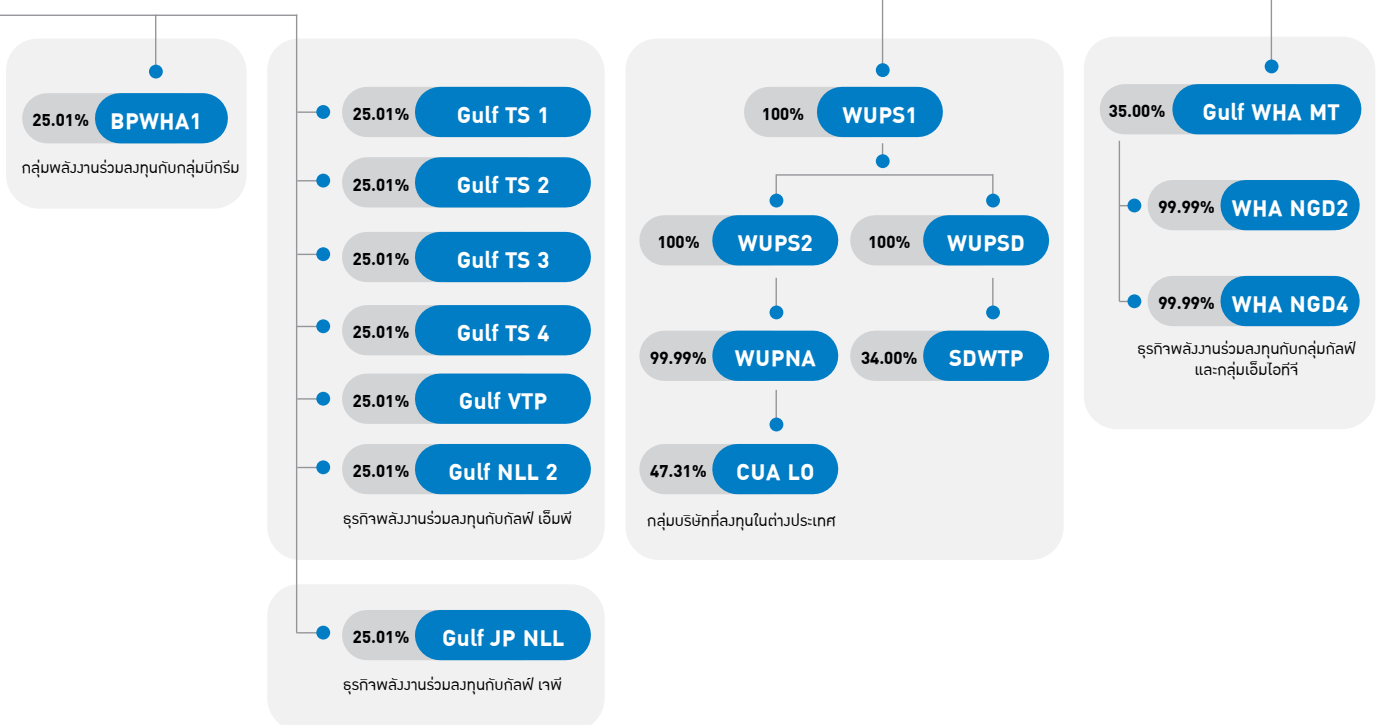 25.01% BPWHA1
กลุ่มพลังงานร่วมลงทุนกับกลุ่มบีกริม
25.01% Gulf TS 1
25.01% Gulf TS 2
25.01% Gulf TS 3
25.01% Gulf TS 4
25.01% Gulf VTP
25.01% Gulf NLL 2
ธุรกิจพลังงานร่วมลงทุนกับกัลฟ์ เอ็มพี
25.01% Gulf JP NLL
ธุรกิจพลังงานร่วมลงทุนกับกัลฟ์ เจพี
100% WUPS1
100% WUPS2
100% WUPSD
99.99% WUPNA
34.00% SDWTP
47.31% CUA LO
กลุ่มบริษัทที่ลงทุนในต่างประเทศ
35.00% Gulf WHA MT
99.99% WHA NGD2
99.99% WHA NGD4
ธุรกิจพลังงานร่วมลงทุนกับกลุ่มกัลฟ์
และกลุ่มเอ็มไอทีจี